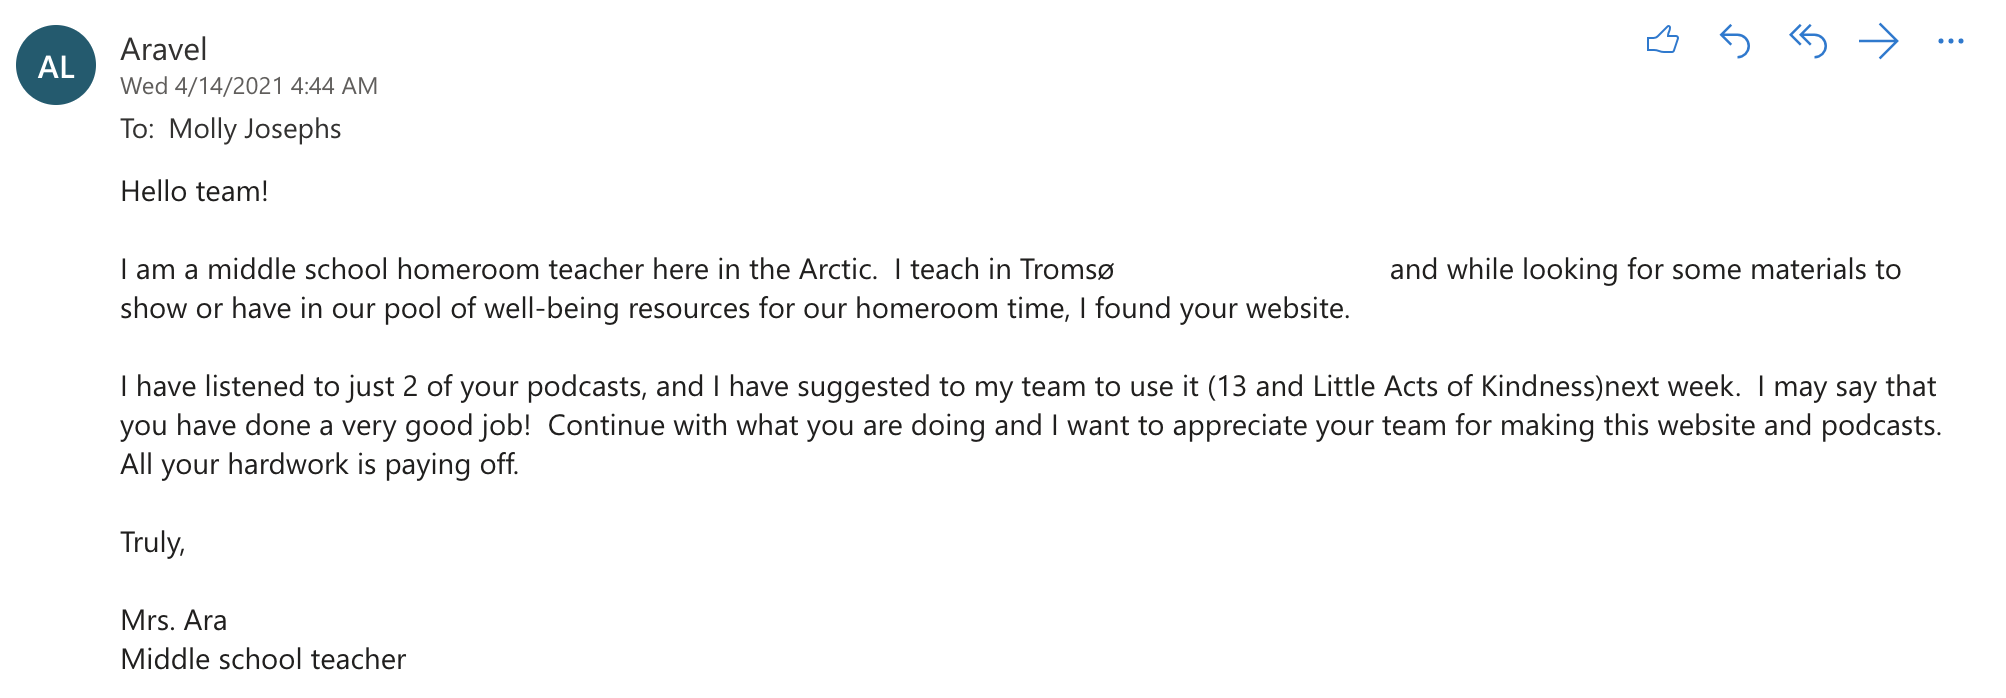 AL
Aravel
Wed 4/14/2021 4:44 AM
To:  Molly Josephs
Hello team!
I am a middle school homeroom teacher here in the Arctic.  I teach in Tromsø and while looking for some materials to
show or have in our pool of well-being resources for our homeroom time, I found your website.
I have listened to just 2 of your podcasts, and I have suggested to my team to use it (13 and Little Acts of Kindness)next week.  I may say that
you have done a very good job!  Continue with what you are doing and I want to appreciate your team for making this website and podcasts.
All your hardwork is paying off.
Truly,
Mrs. Ara
Middle school teacher